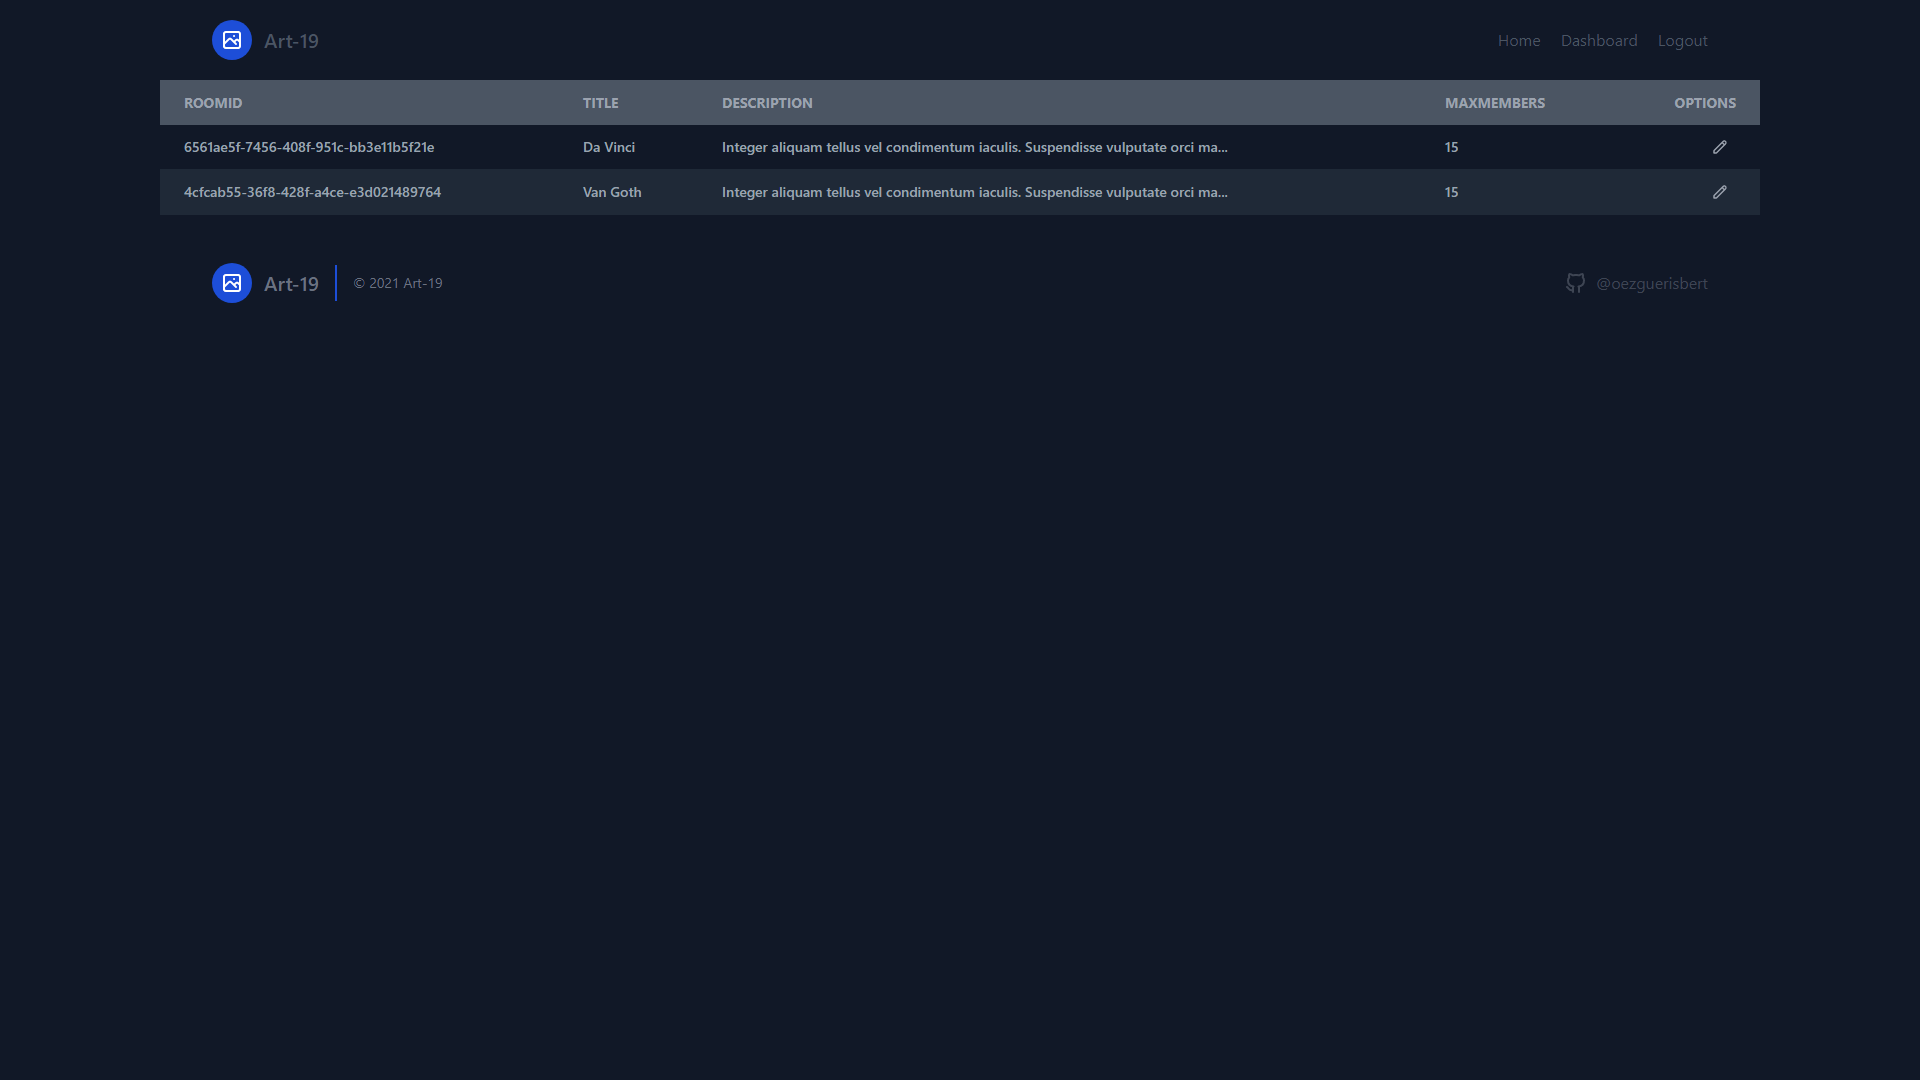 Art-19 Home Dashboard Logout
ROOMID TITLE DESCRIPTION MAXMEMBERS OPTIONS
6561ae5f-7456-408f-951c-bb3e11b5f21e Da Vinci Integer aliquam tellus vel condimentum iaculis. Suspendisse vulputate orci ma... 15
4cfcab55-36f8-428f-a4ce-e3d021489764 Van Goth Integer aliquam tellus vel condimentum iaculis. Suspendisse vulputate orci ma... 15
Art-19 © 2021 Art-19 @oezguerisbert